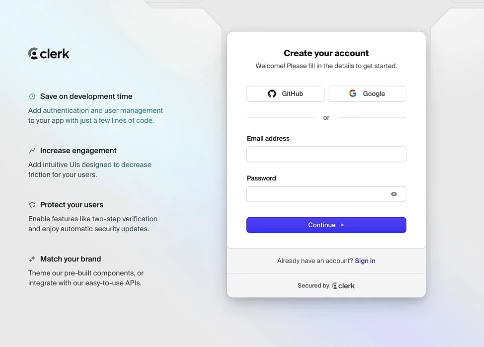 clerk
Save on development time
Add authentication and user management
to your app with just a few lines of code.
Increase engagement
Add Intuitive UIs designed to decrease
friction for your users.
Protect your users
Enable features like two-step verification
and enjoy automatic security updates.
Match your brand
Theme our pre-built components, or
integrate with our easy-to-use APIs.
Create your account
Welcome! Please fill in the details to get started.
GitHub
Google
or
Email address
Password
Continue
Already have an account? Sign in
Secured by clerk